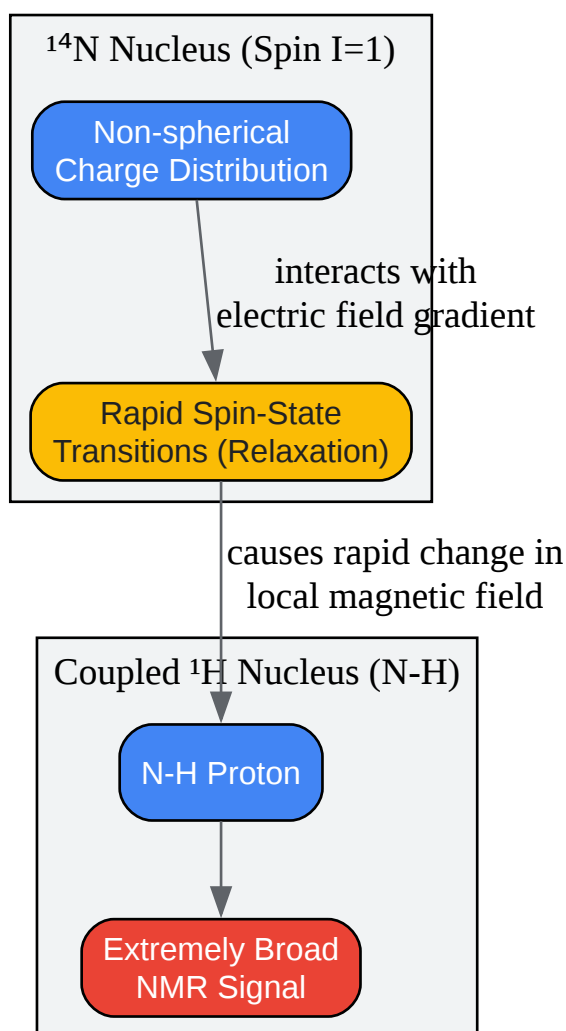 ¹⁴N Nucleus (Spin I=1)
Non-spherical
Charge Distribution
interacts with
electric field gradient
Rapid Spin-State
Transitions (Relaxation)
causes rapid change in
local magnetic field
Coupled ¹H Nucleus (N-H)
N-H Proton
Extremely Broad
NMR Signal